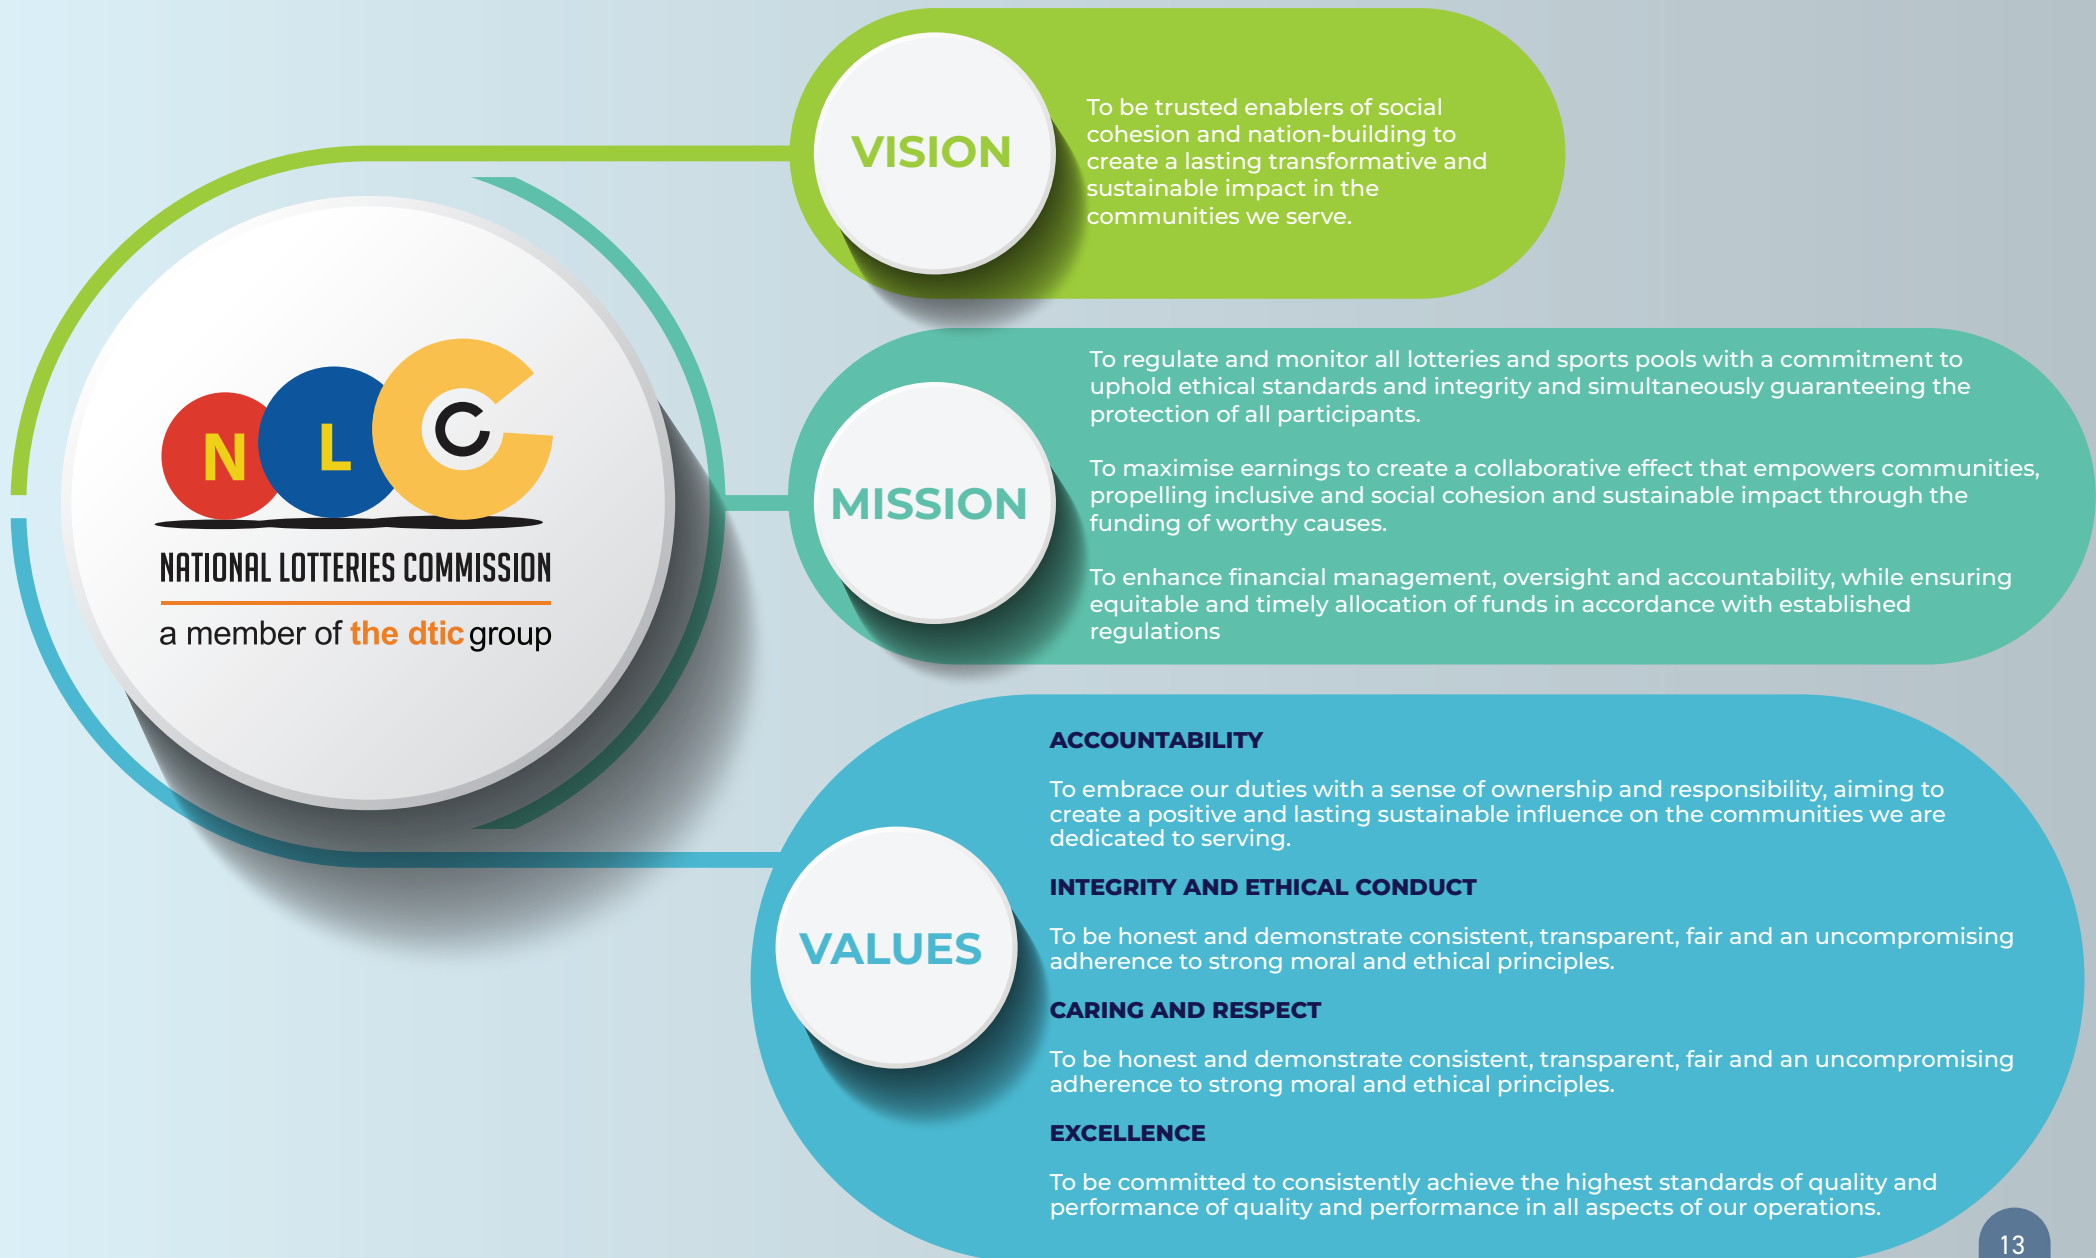 N L C
NATIONAL LOTTERIES COMMISSION
a member of the dtic group
VISION
To be trusted enablers of social
cohesion and nation-building to
create a lasting transformative and
sustainable impact in the
communities we serve.
MISSION
To regulate and monitor all lotteries and sports pools with a commitment to
uphold ethical standards and integrity and simultaneously guaranteeing the
protection of all participants.
To maximise earnings to create a collaborative effect that empowers communities,
propelling inclusive and social cohesion and sustainable impact through the
funding of worthy causes.
To enhance financial management, oversight and accountability, while ensuring
equitable and timely allocation of funds in accordance with established
regulations
VALUES
ACCOUNTABILITY
To embrace our duties with a sense of ownership and responsibility, aiming to
create a positive and lasting sustainable influence on the communities we are
dedicated to serving.
INTEGRITY AND ETHICAL CONDUCT
To be honest and demonstrate consistent, transparent, fair and an uncompromising
adherence to strong moral and ethical principles.
CARING AND RESPECT
To be honest and demonstrate consistent, transparent, fair and an uncompromising
adherence to strong moral and ethical principles.
EXCELLENCE
To be committed to consistently achieve the highest standards of quality and
performance of quality and performance in all aspects of our operations.
13